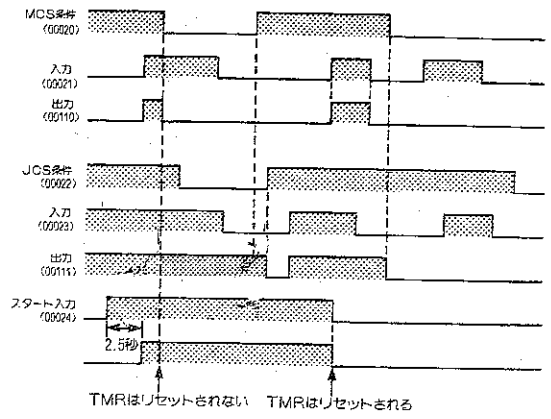 MCS条件
(00020)
入力
(00021)
出力
(00110)
JCS条件
(00022)
入力
(00023)
出力
(00111)
スタート入力
(00024)
2.5秒
TMRはリセットされない TMRはリセットされる